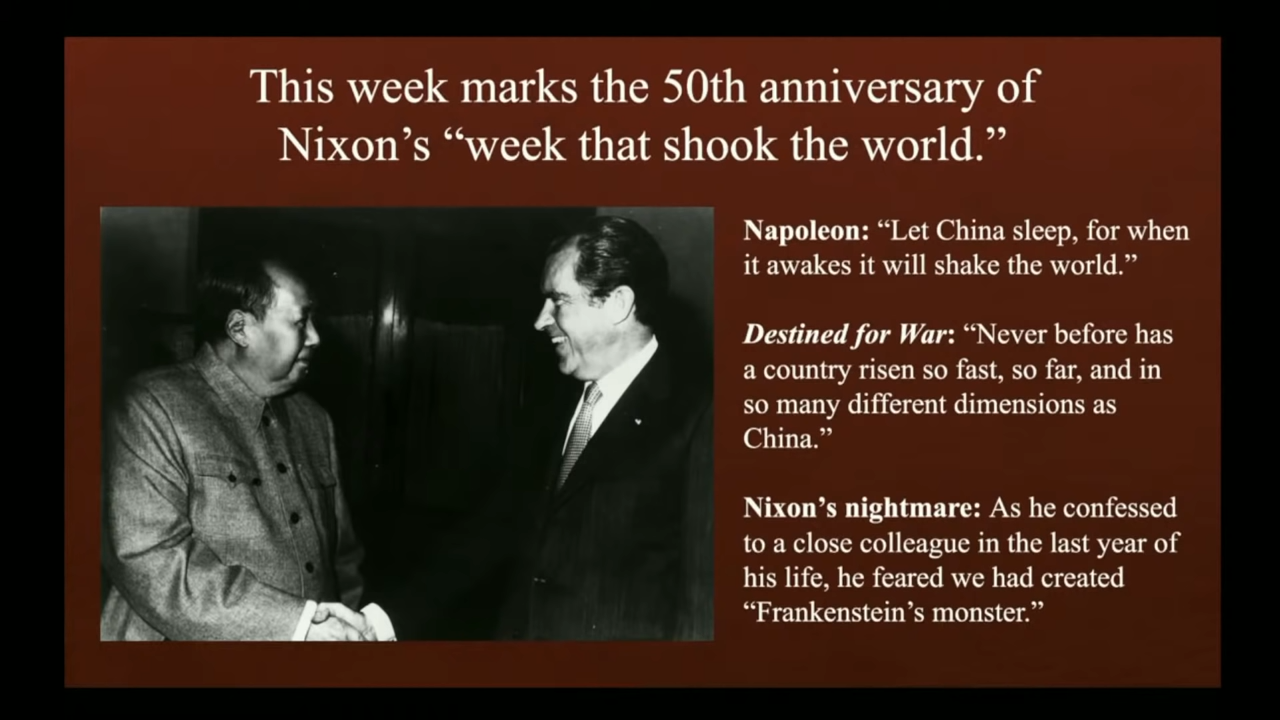 This week marks the 50th anniversary of
Nixon’s “week that shook the world.”
Napoleon: “Let China sleep, for when
it awakes it will shake the world.”
Destined for War: “Never before has
a country risen so fast, so far, and in
so many different dimensions as
China.”
Nixon’s nightmare: As he confessed
to a close colleague in the last year of
his life, he feared we had created
“Frankenstein’s monster.”